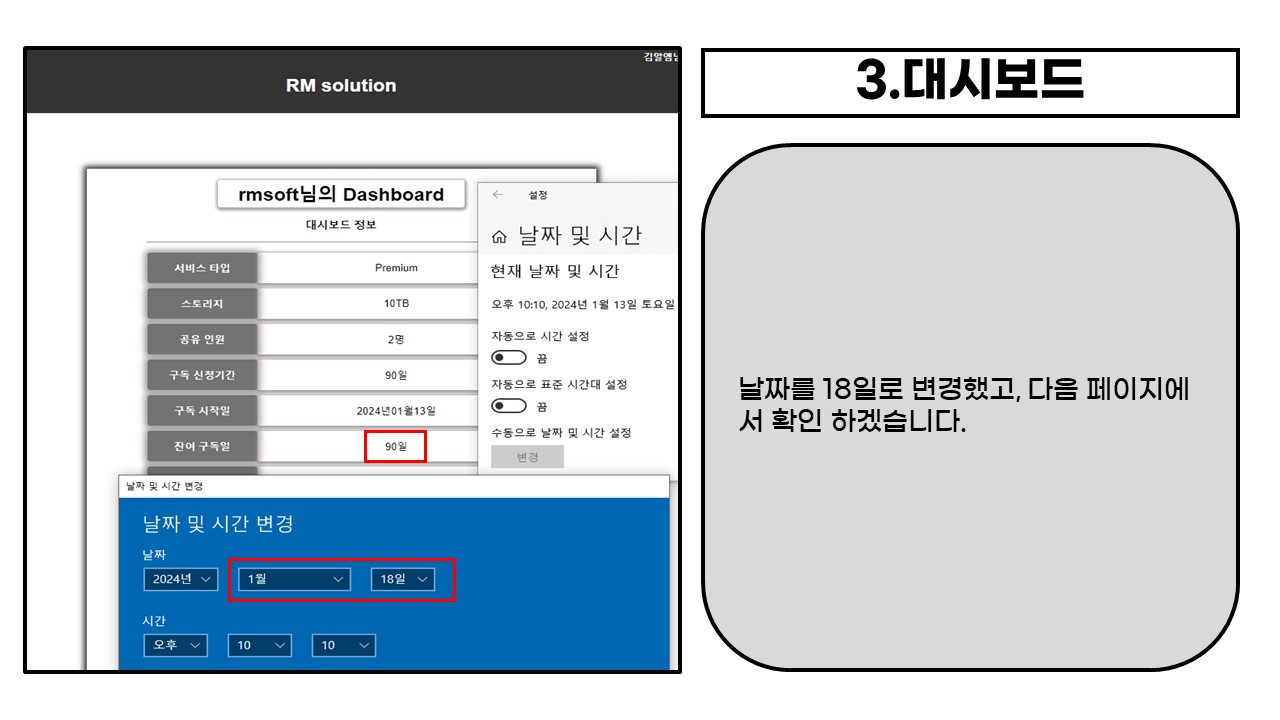 김알엠님
RM solution
rmsoft님의 Dashboard
대시보드 정보
서비스 타입
Premium
스토리지
10TB
공유 인원
2명
구독 신청기간
90일
구독 시작일
2024년01월13일
잔여 구독일
90일
설정
날짜 및 시간
현재 날짜 및 시간
오후 10:10, 2024년 1월 13일 토요일
자동으로 시간 설정
끔
자동으로 표준 시간대 설정
끔
수동으로 날짜 및 시간 설정
변경
날짜 및 시간 변경
날짜 및 시간 변경
날짜
2024년 1월 18일
시간
오후 10 10
3.대시보드
날짜를 18일로 변경했고, 다음 페이지에
서 확인 하겠습니다.